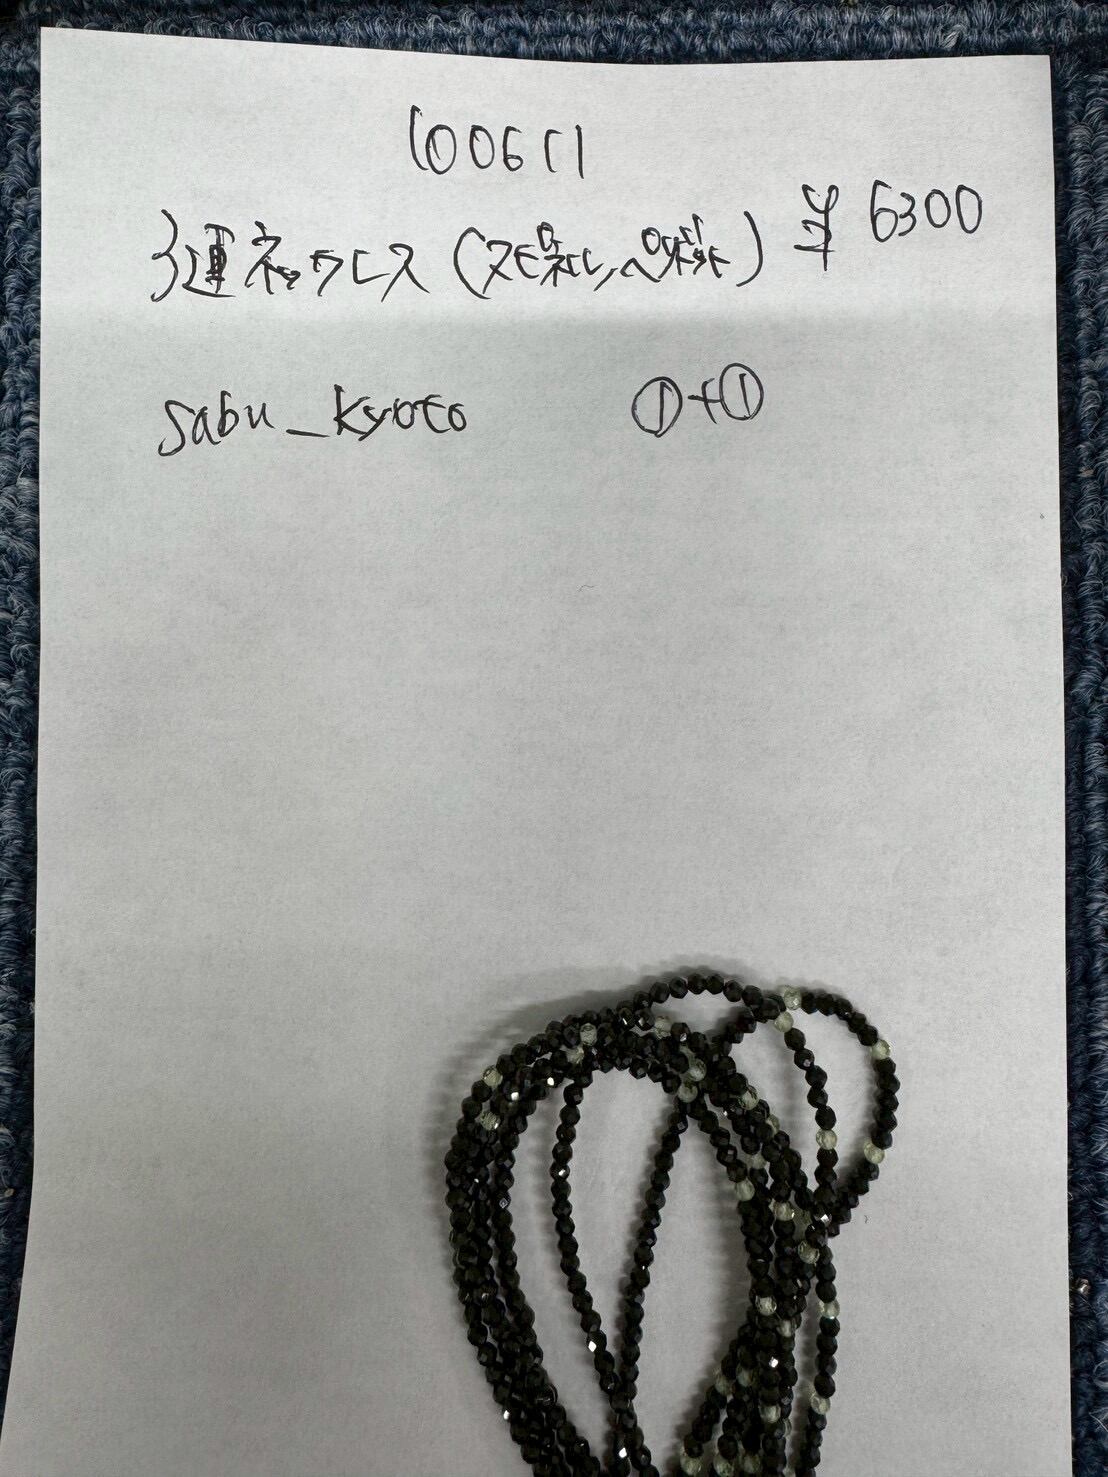 100611
3連ネックレス(スピネル,ペリドット) ¥6300
sabu_kyoto ①+①